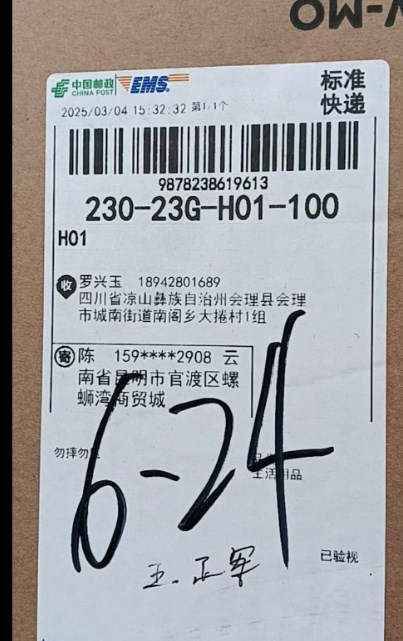 OW-M
中国邮政 EMS
CHINA POST
标准
快递
2025/03/04 15:32:32 第1/1个
9878238619613
230-23G-H01-100
H01
收 罗兴玉 18942801689
四川省凉山彝族自治州会理县会理
市城南街道南阁乡大捲村1组
寄 陈 159****2908 云
南省昆明市官渡区螺
蛳湾商贸城
勿摔勿
生活用品
6-24
已验视
王.正军